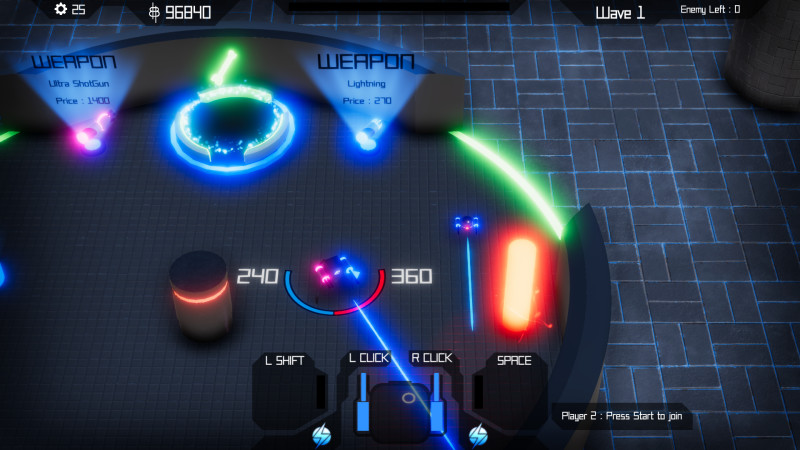 25
96840
Wave 1
Enemy Left : 0
WEAPON
Ultra ShotGun
Price : 1400
WEAPON
Lightning
Price : 270
240
360
L SHIFT
L CLICK
R CLICK
SPACE
Player 2 : Press Start to join